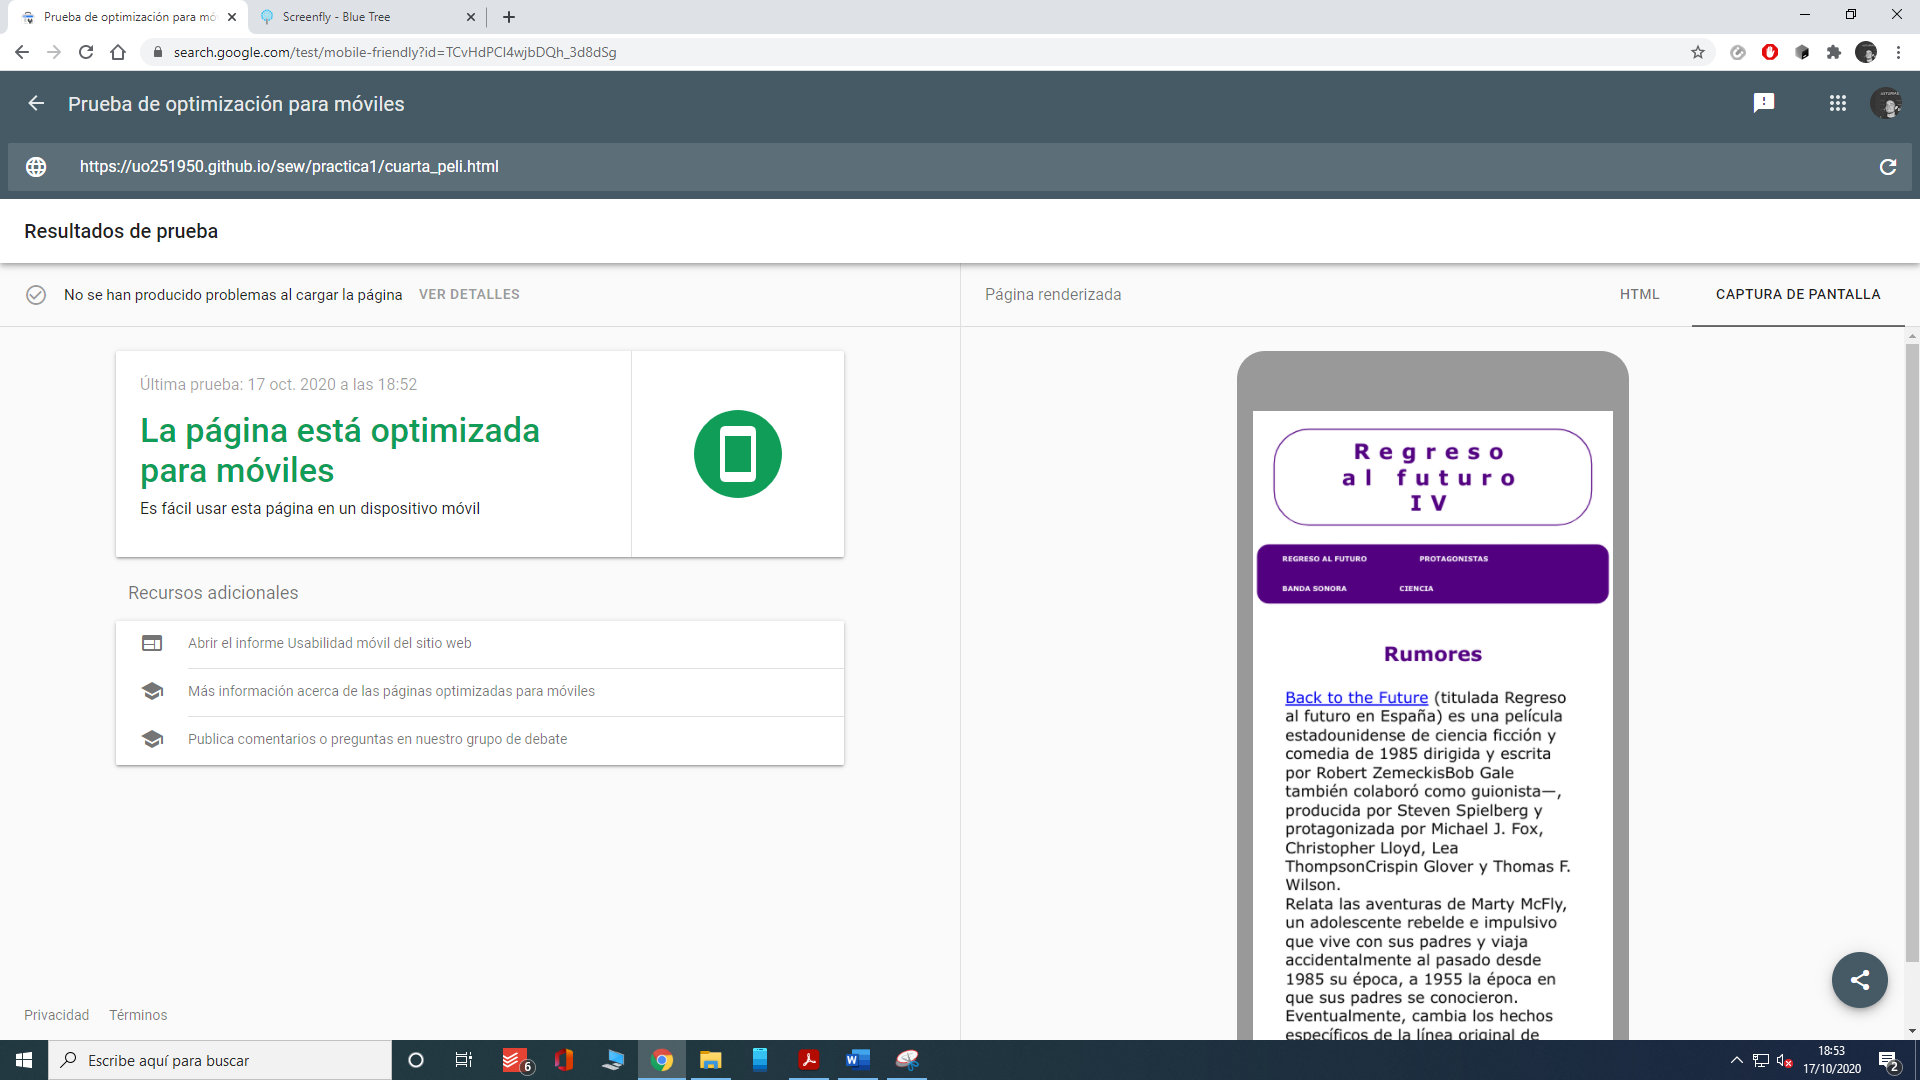 Prueba de optimización para mó
Screenfly - Blue Tree
search.google.com/test/mobile-friendly?id=TCvHdPCl4wjbDQh_3d8dSg
Prueba de optimización para móviles
https://uo251950.github.io/sew/practica1/cuarta_peli.html
Resultados de prueba
No se han producido problemas al cargar la página VER DETALLES
Última prueba: 17 oct. 2020 a las 18:52
La página está optimizada
para móviles
Es fácil usar esta página en un dispositivo móvil
Recursos adicionales
Abrir el informe Usabilidad móvil del sitio web
Más información acerca de las páginas optimizadas para móviles
Publica comentarios o preguntas en nuestro grupo de debate
Privacidad Términos
Página renderizada
HTML
CAPTURA DE PANTALLA
Regreso
al futuro
IV
REGRESO AL FUTURO PROTAGONISTAS
BANDA SONORA CIENCIA
Rumores
Back to the Future (titulada Regreso
al futuro en España) es una película
estadounidense de ciencia ficción y
comedia de 1985 dirigida y escrita
por Robert ZemeckisBob Gale
también colaboró como guionista—,
producida por Steven Spielberg y
protagonizada por Michael J. Fox,
Christopher Lloyd, Lea
ThompsonCrispin Glover y Thomas F.
Wilson.
Relata las aventuras de Marty McFly,
un adolescente rebelde e impulsivo
que vive con sus padres y viaja
accidentalmente al pasado desde
1985 su época, a 1955 la época en
que sus padres se conocieron.
Eventualmente, cambia los hechos
específicos de la línea original de
Escribe aquí para buscar
6
18:53
17/10/2020
2